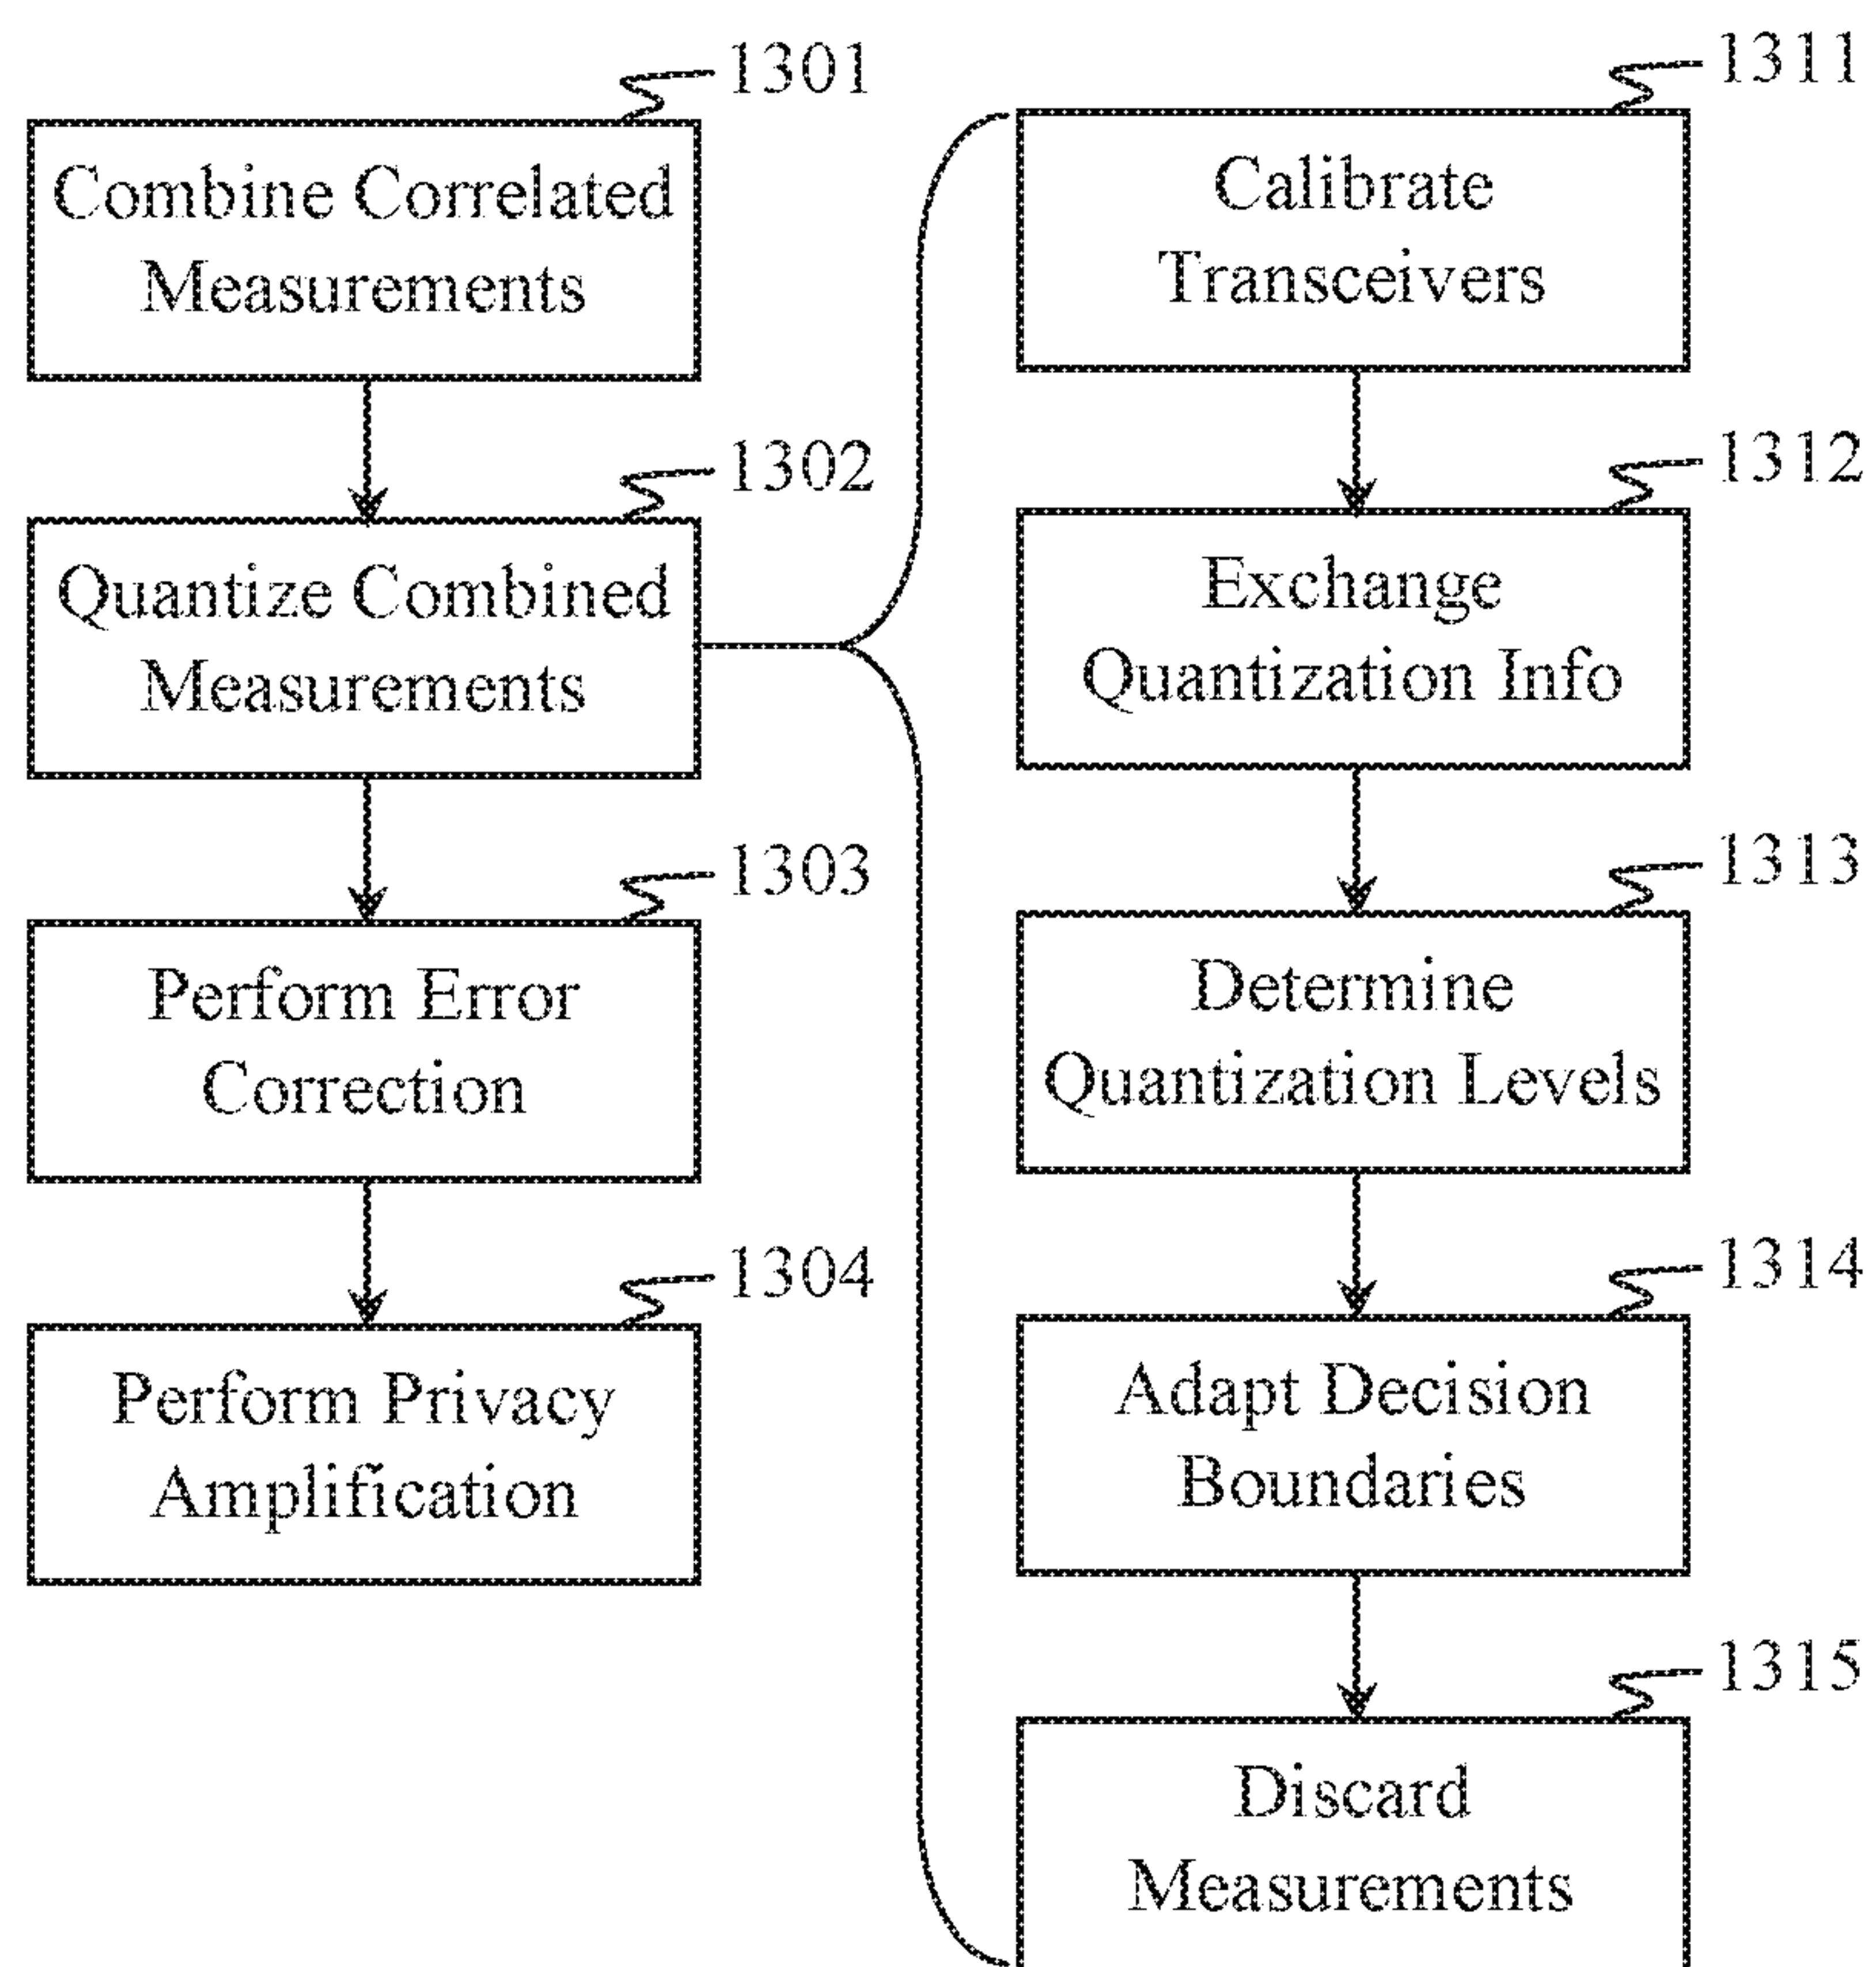 1301
Combine Correlated
Measurements
1302
Quantize Combined
Measurements
1303
Perform Error
Correction
1304
Perform Privacy
Amplification
1311
Calibrate
Transceivers
1312
Exchange
Quantization Info
1313
Determine
Quantization Levels
1314
Adapt Decision
Boundaries
1315
Discard
Measurements